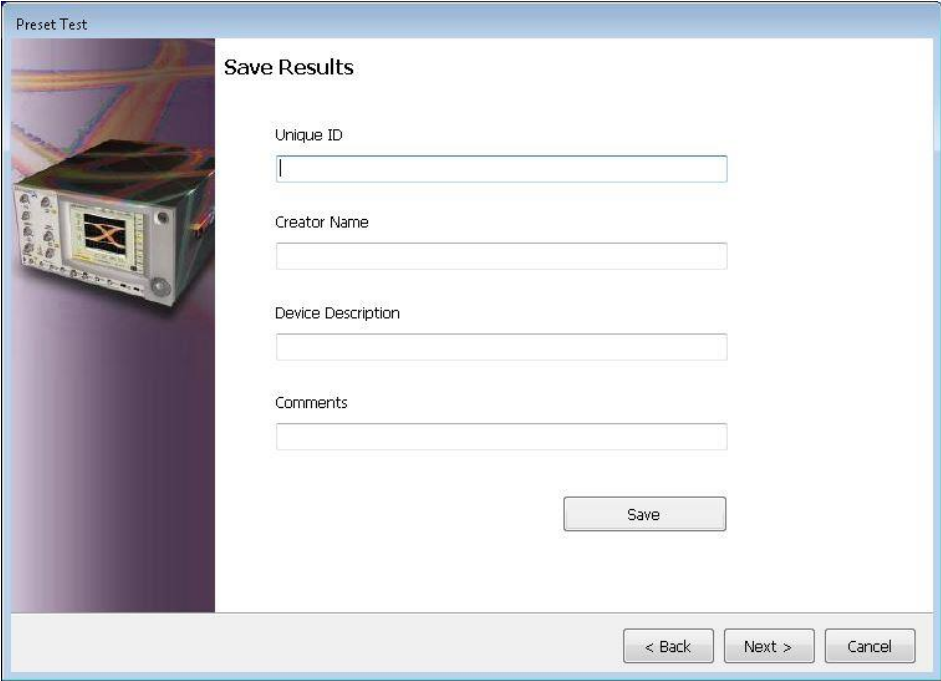 Preset Test
Save Results
Unique ID
Creator Name
Device Description
Comments
Save
< Back
Next >
Cancel